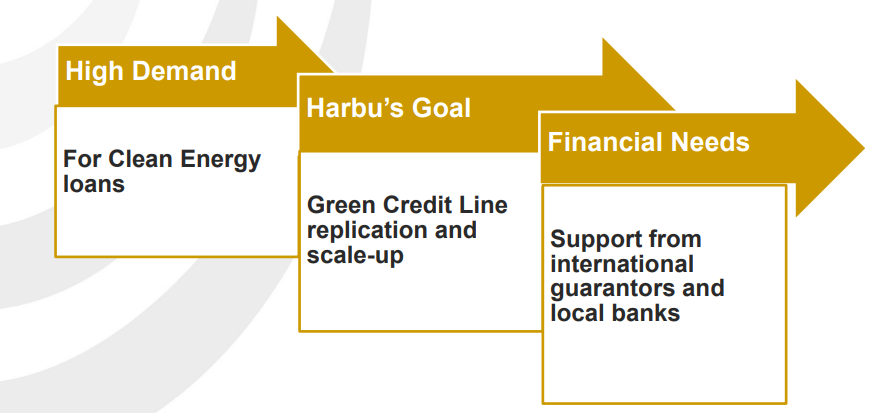 High Demand
For Clean Energy
loans
Harbu’s Goal
Green Credit Line
replication and
scale-up
Financial Needs
Support from
international
guarantors and
local banks